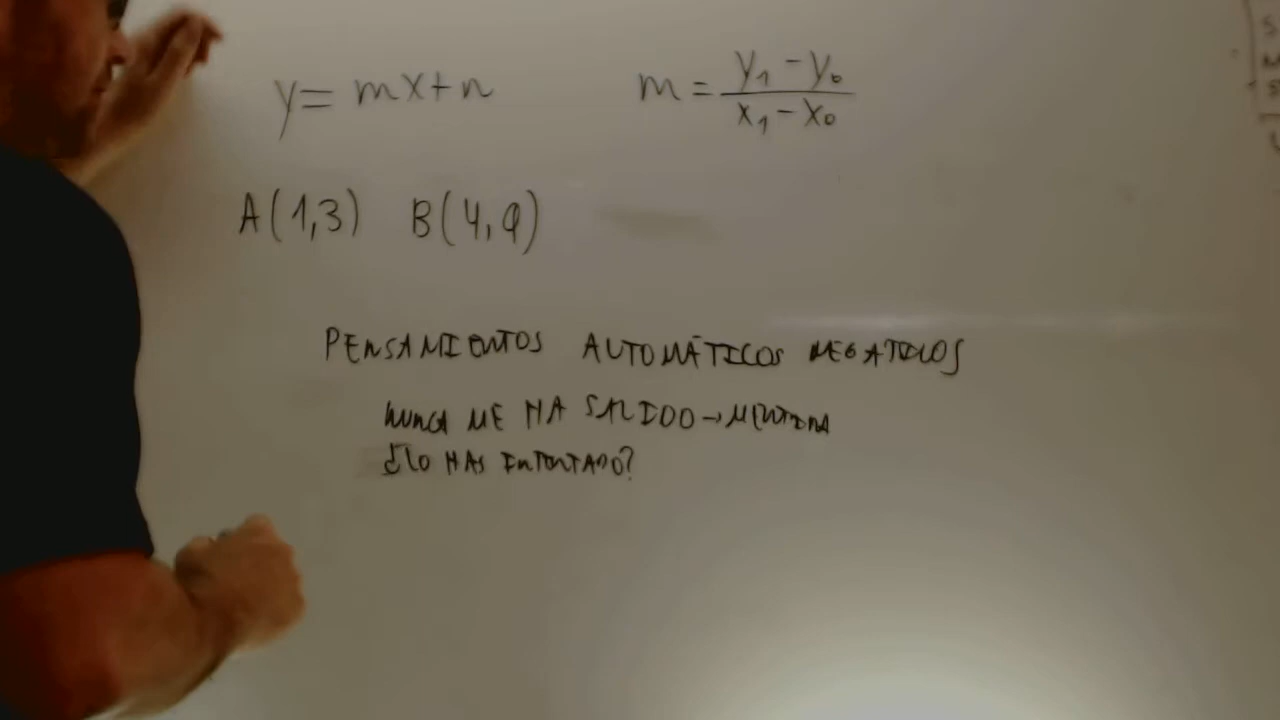 y = mx + n
m = (y₁ - y₀) / (x₁ - x₀)
A(1,3) B(4,9)
PENSAMIENTOS AUTOMÁTICOS NEGATIVOS
NUNCA ME HA SALIDO → MENTIRA
¿LO HAS INTENTADO?